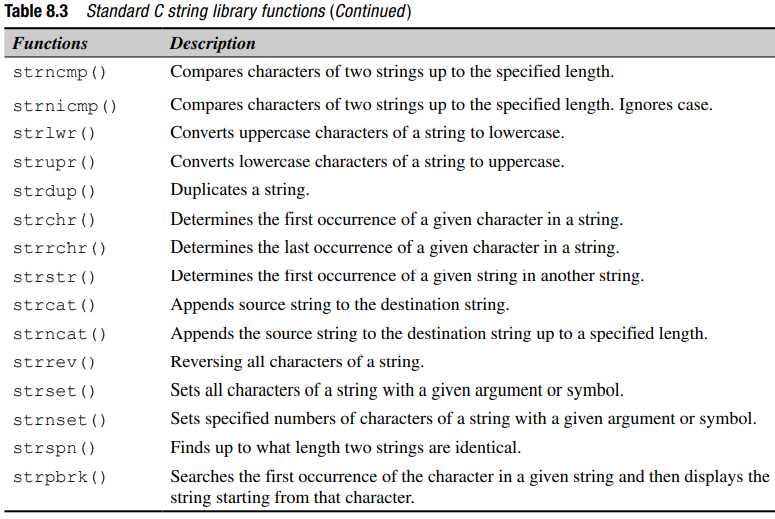 Table 8.3 Standard C string library functions (Continued)
Functions Description
strncmp() Compares characters of two strings up to the specified length.
strnicmp() Compares characters of two strings up to the specified length. Ignores case.
strlwr() Converts uppercase characters of a string to lowercase.
strupr() Converts lowercase characters of a string to uppercase.
strdup() Duplicates a string.
strchr() Determines the first occurrence of a given character in a string.
strrchr() Determines the last occurrence of a given character in a string.
strstr() Determines the first occurrence of a given string in another string.
strcat() Appends source string to the destination string.
strncat() Appends the source string to the destination string up to a specified length.
strrev() Reversing all characters of a string.
strset() Sets all characters of a string with a given argument or symbol.
strnset() Sets specified numbers of characters of a string with a given argument or symbol.
strspn() Finds up to what length two strings are identical.
strpbrk() Searches the first occurrence of the character in a given string and then displays the
string starting from that character.